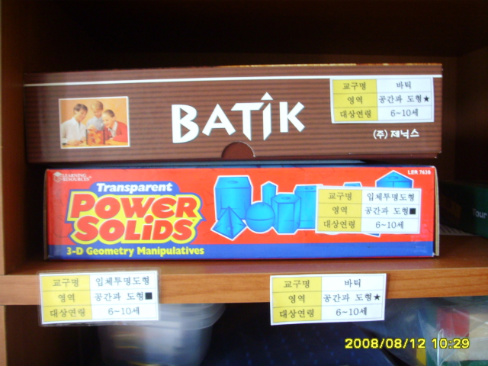 BATIK
교구명 바틱
영역 공간과 도형★
대상연령 6~10세
(주)제닉스
LEARNING RESOURCES
LER 7626
Transparent
POWER SOLIDS
3-D Geometry Manipulatives
교구명 입체투명도형
영역 공간과 도형■
대상연령 6~10세
교구명 입체투명도형
영역 공간과 도형■
대상연령 6~10세
교구명 바틱
영역 공간과 도형★
대상연령 6~10세
2008/08/12 10:29